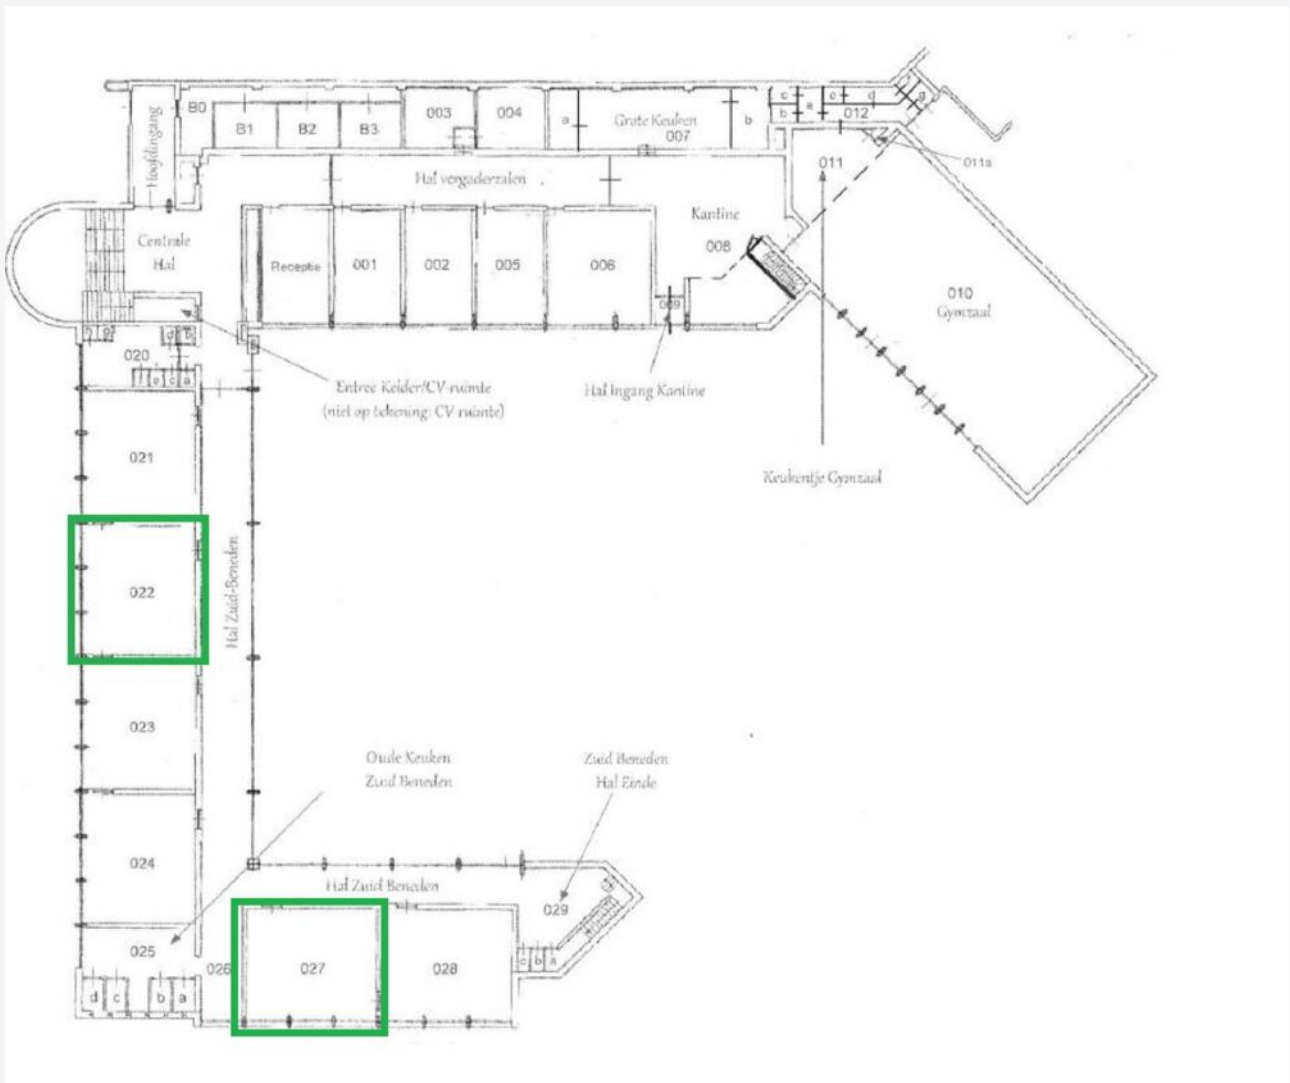 Hoofdingang
B0
B1
B2
B3
003
004
a
Grote Keuken
007
b
c
b
a
e
d
012
g
011
011a
Hal vergaderzalen
Kantine
008
Centrale
Hal
Receptie
001
002
005
006
009
010
Gymzaal
020
d
b
f
e
c
a
Entree Kelder/CV-ruimte
(niet op tekening: CV ruimte)
Hal Ingang Kantine
Keukentje Gymzaal
021
022
Hal Zuid-Beneden
023
Oude Keuken
Zuid Beneden
Zuid Beneden
Hal Einde
024
Hal Zuid Beneden
029
025
026
027
028
c
b
a
d
c
b
a